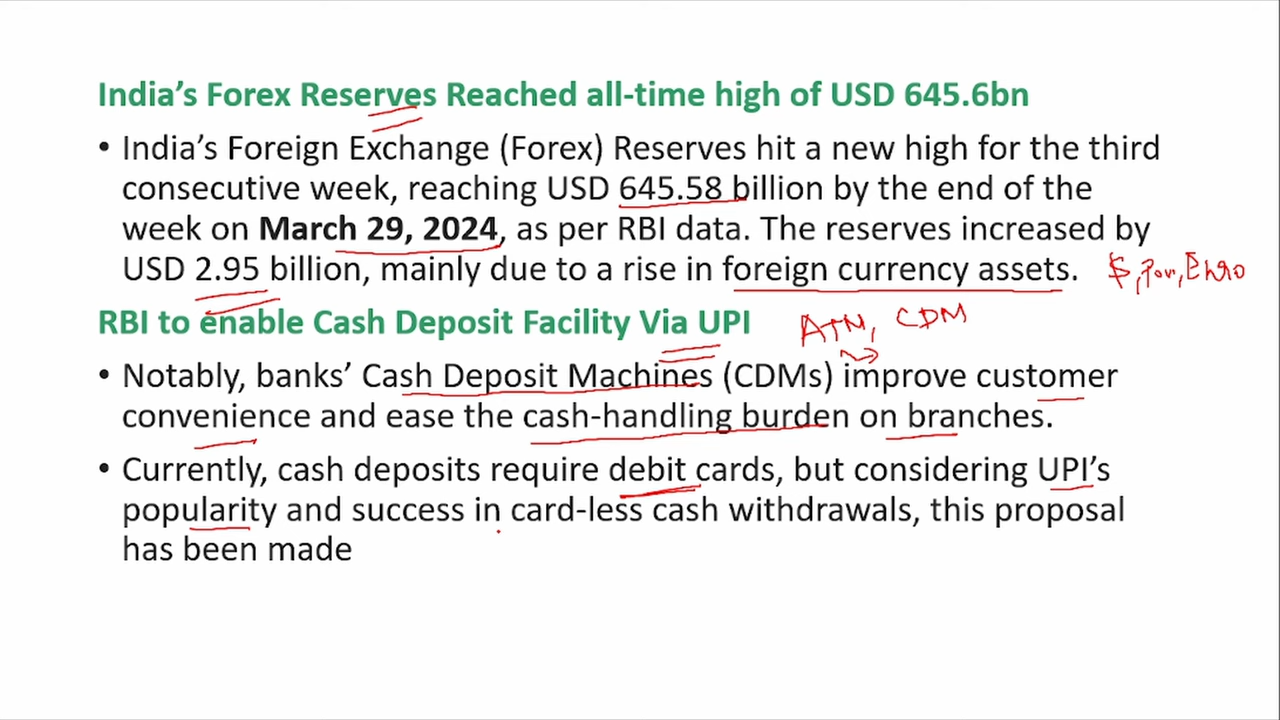 India's Forex Reserves Reached all-time high of USD 645.6bn
• India's Foreign Exchange (Forex) Reserves hit a new high for the third
consecutive week, reaching USD 645.58 billion by the end of the
week on March 29, 2024, as per RBI data. The reserves increased by
USD 2.95 billion, mainly due to a rise in foreign currency assets. $,
RBI to enable Cash Deposit Facility Via UPI ATM, CDM
• Notably, banks' Cash Deposit Machines (CDMs) improve customer
convenience and ease the cash-handling burden on branches.
• Currently, cash deposits require debit cards, but considering UPI's
popularity and success in card-less cash withdrawals, this proposal
has been made